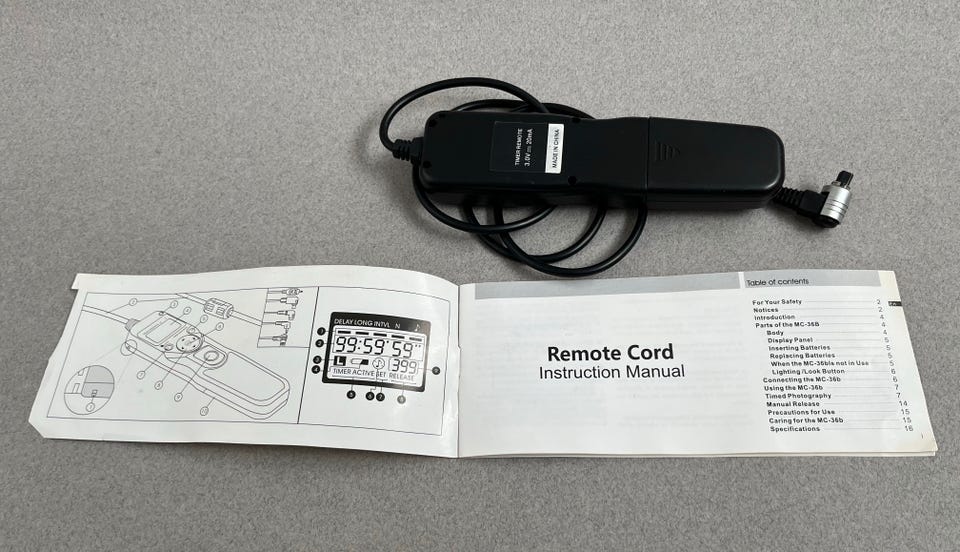 TIMER REMOTE
3.0V⎓20mA
MADE IN CHINA
DELAY LONG INTVL N
99:59'59"
L
399
TIMER ACTIVE SET RELEASE
Remote Cord
Instruction Manual
Table of contents
For Your Safety 2
Notices 2
Introduction 4
Parts of the MC-36B 4
Body 4
Display Panel 5
Inserting Batteries 5
Replacing Batteries 5
When the MC-36bis not in Use 5
Lighting /Look Button 6
Connecting the MC-36b 6
Using the MC-36b 7
Timed Photography 7
Manual Release 14
Precautions for Use 15
Caring for the MC-36b 15
Specifications 16